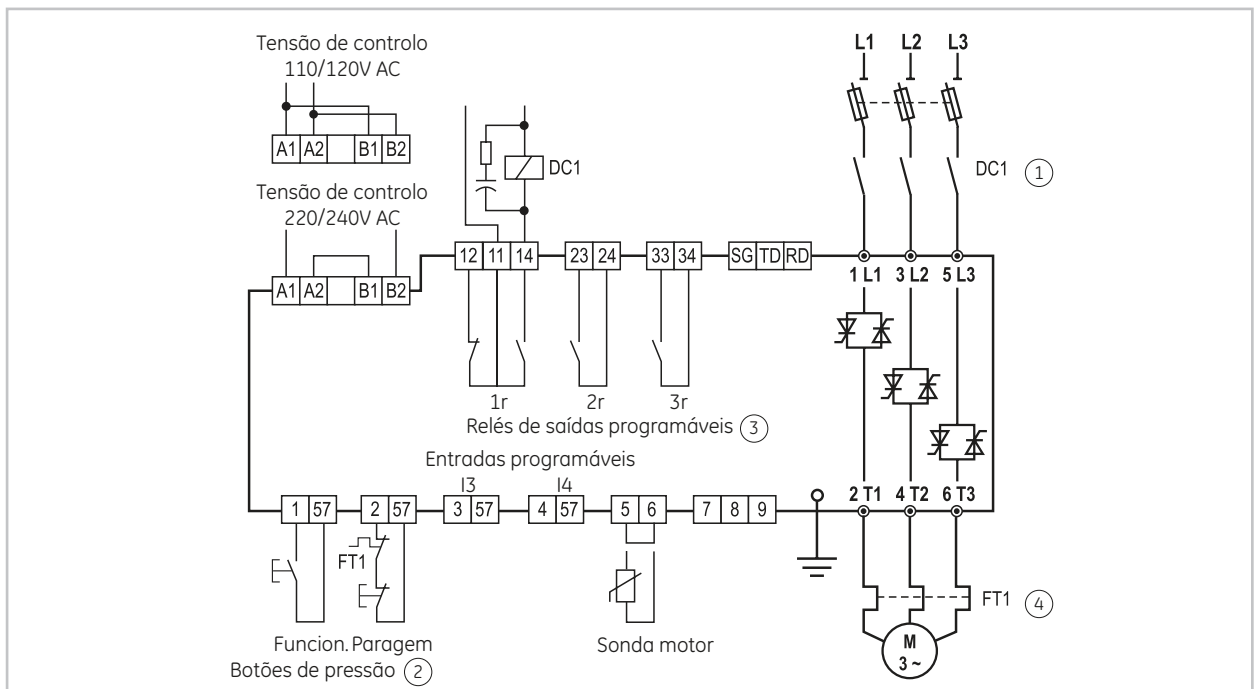 Tensão de controlo
110/120V AC
A1 A2 B1 B2
Tensão de controlo
220/240V AC
A1 A2 B1 B2
DC1
12 11 14
23 24
33 34
SG TD RD
L1 L2 L3
DC1 1
1 L1 3 L2 5 L3
1r 2r 3r
Relés de saídas programáveis 3
Entradas programáveis
I3 I4
1 57
2 57
3 57
4 57
5 6
7 8 9
2 T1 4 T2 6 T3
FT1
FT1 4
Funcion. Paragem
Botões de pressão 2
Sonda motor
M
3 ~